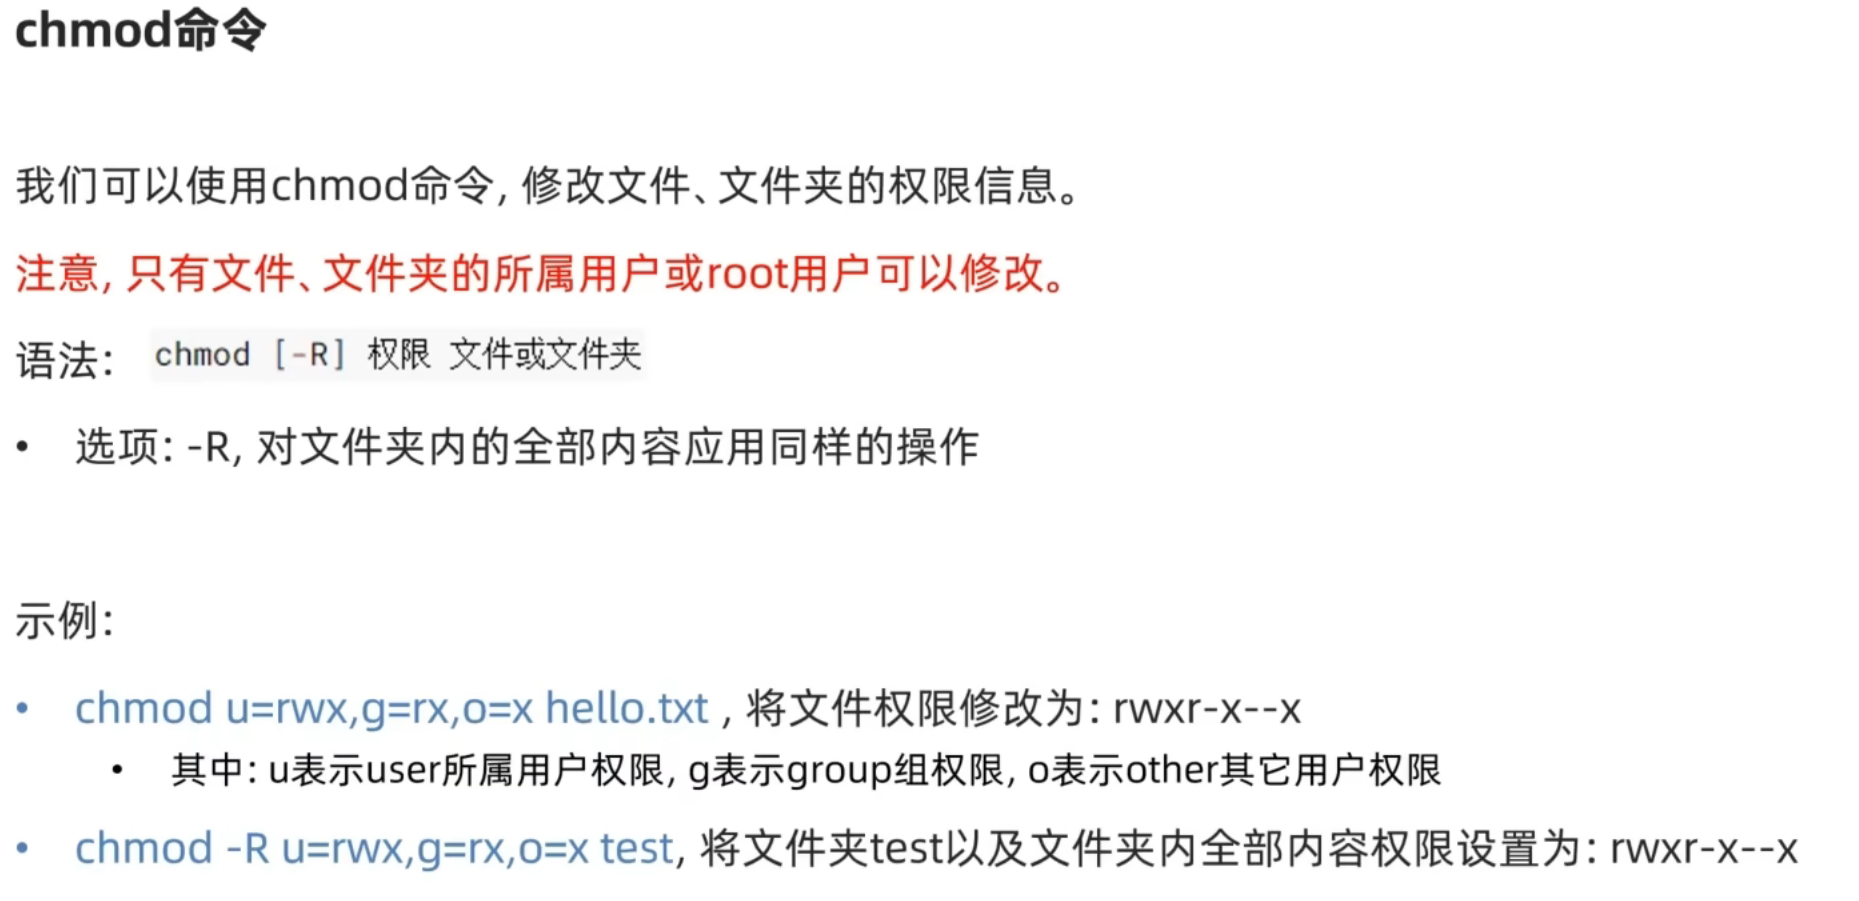 chmod命令
我们可以使用chmod命令, 修改文件、文件夹的权限信息。
注意, 只有文件、文件夹的所属用户或root用户可以修改。
语法: chmod [-R] 权限 文件或文件夹
• 选项: -R, 对文件夹内的全部内容应用同样的操作
示例:
• chmod u=rwx,g=rx,o=x hello.txt , 将文件权限修改为: rwxr-x--x
• 其中: u表示user所属用户权限, g表示group组权限, o表示other其它用户权限
• chmod -R u=rwx,g=rx,o=x test, 将文件夹test以及文件夹内全部内容权限设置为: rwxr-x--x